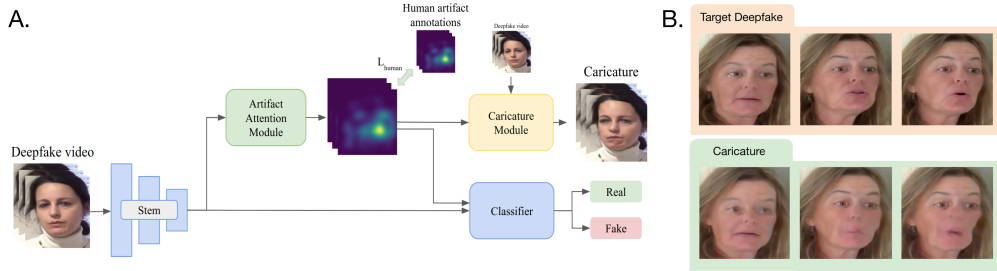 A.
Human artifact
annotations
Deepfake video
L_human
Caricature
Artifact
Attention
Module
Caricature
Module
Deepfake video
Stem
Classifier
Real
Fake
B.
Target Deepfake
Caricature